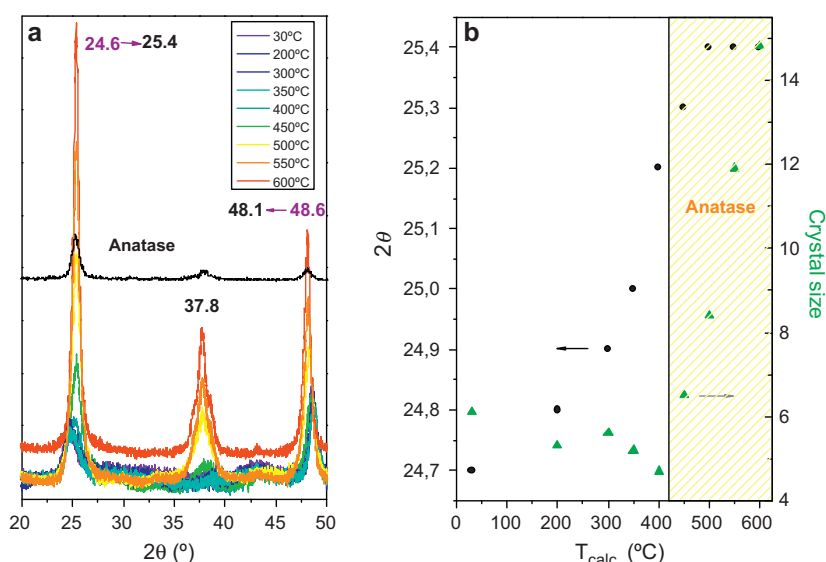 a
24.6→25.4
30ºC
200ºC
300ºC
350ºC
400ºC
450ºC
500ºC
550ºC
600ºC
48.1 ← 48.6
Anatase
37.8
20 25 30 35 40 45 50
2θ (º)
b
25,4
25,3
25,2
25,1
25,0
24,9
24,8
24,7
2θ
Anatase
14
12
10
8
6
4
Crystal size
0 100 200 300 400 500 600
Tcalc. (ºC)